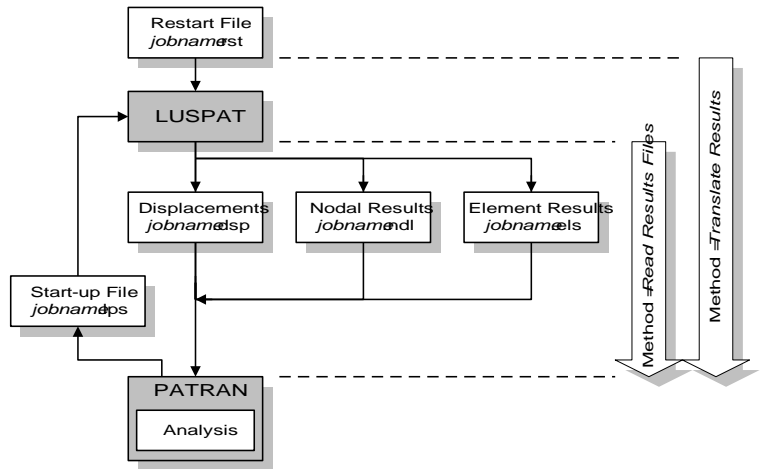 Restart File
jobname.rst
LUSPAT
Displacements
jobname.dsp
Nodal Results
jobname.ndl
Element Results
jobname.els
Start-up File
jobname.lps
PATRAN
Analysis
Method =Read Results Files
Method =Translate Results